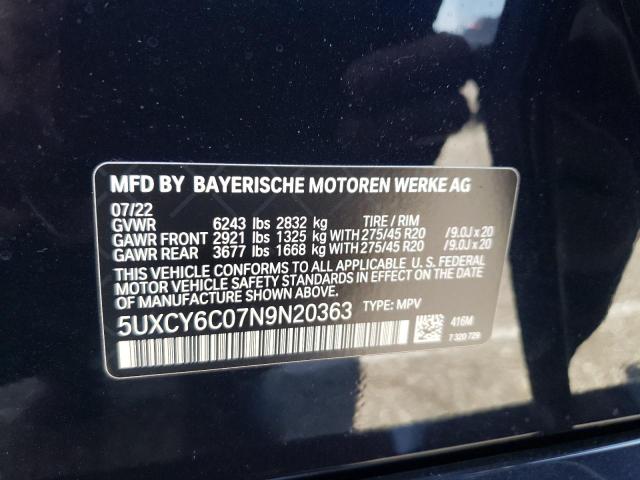 MFD BY BAYERISCHE MOTOREN WERKE AG
07/22
GVWR 6243 lbs 2832 kg TIRE / RIM
GAWR FRONT 2921 lbs 1325 kg WITH 275/45 R20 /9.0J x 20
GAWR REAR 3677 lbs 1668 kg WITH 275/45 R20 /9.0J x 20
THIS VEHICLE CONFORMS TO ALL APPLICABLE U. S. FEDERAL
MOTOR VEHICLE SAFETY STANDARDS IN EFFECT ON THE DATE
OF MANUFACTURE SHOWN ABOVE.
5UXCY6C07N9N20363 TYPE: MPV
416M
7 320 729